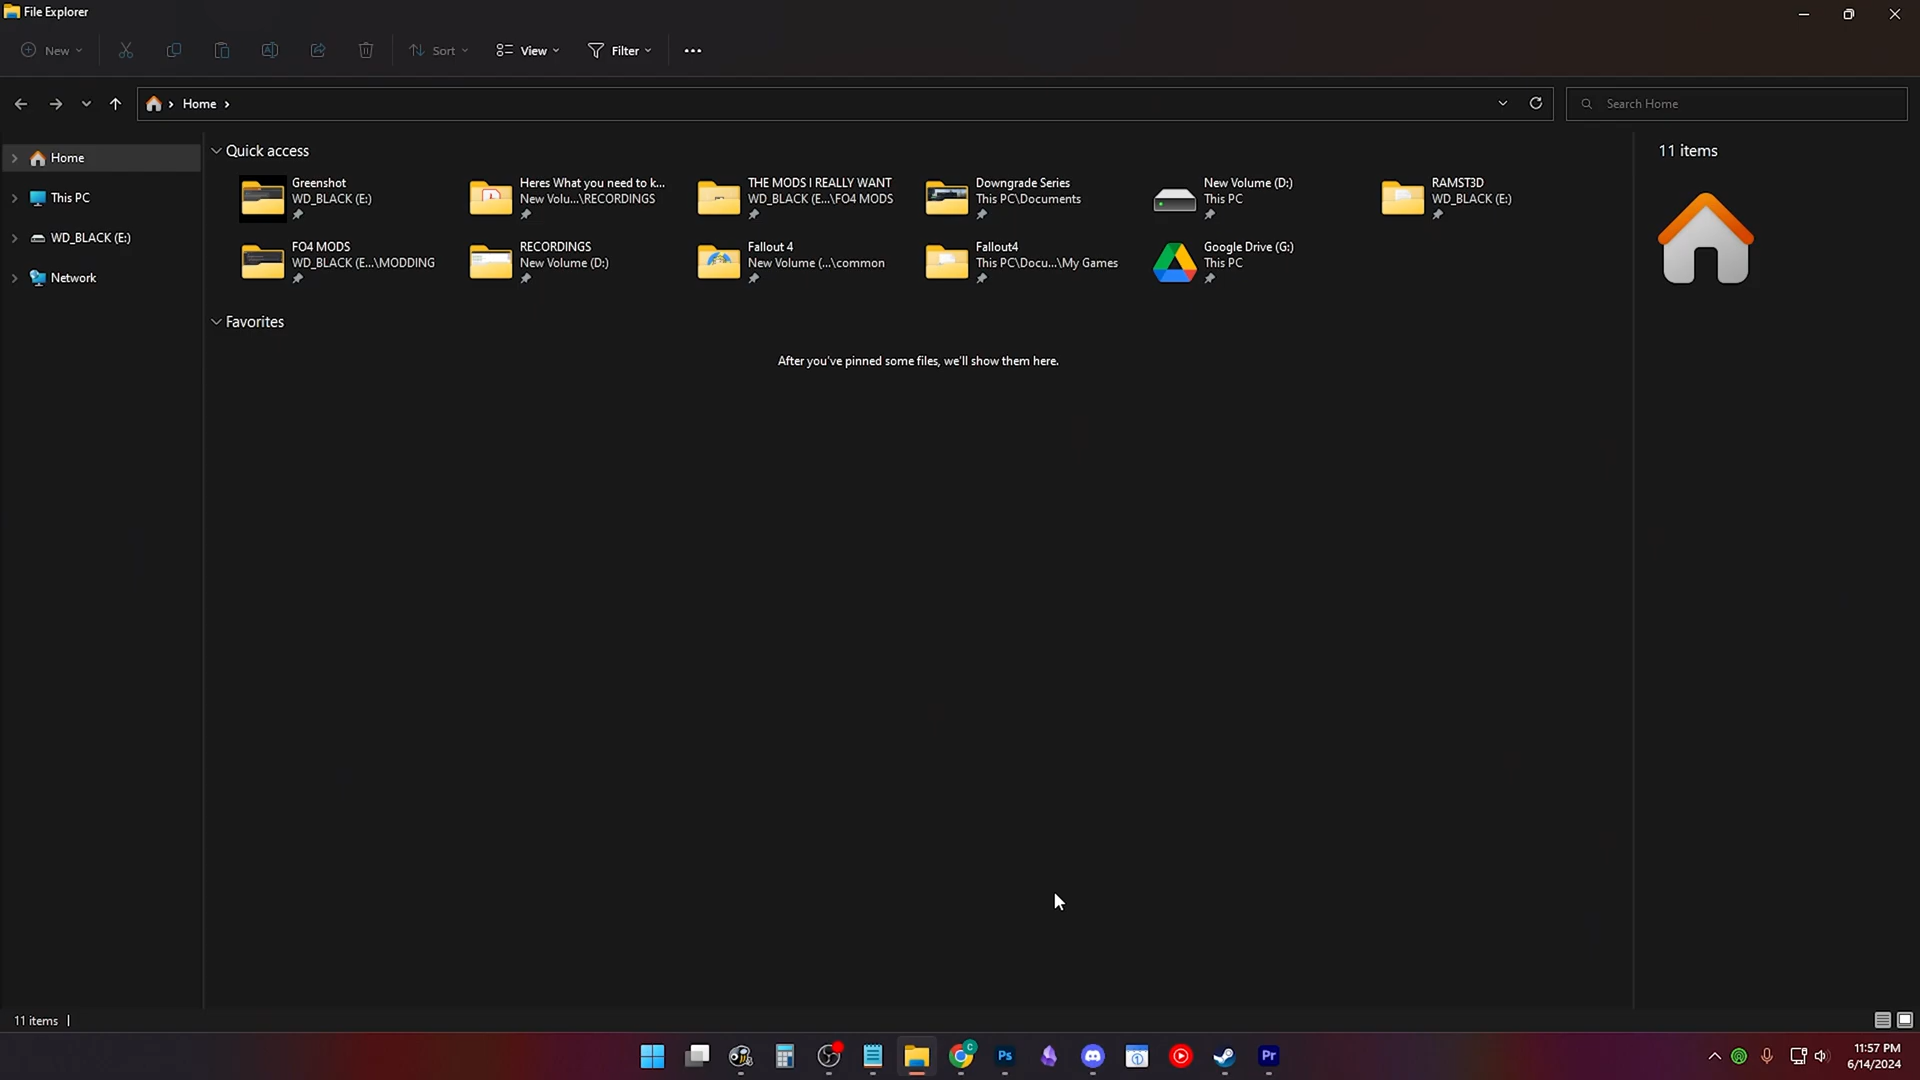 File Explorer
New
Sort
View
Filter
Home
Search Home
Home
This PC
WD_BLACK (E:)
Network
Quick access
Greenshot
WD_BLACK (E:)
Heres What you need to k...
New Volu...\RECORDINGS
THE MODS I REALLY WANT
WD_BLACK (E...\FO4 MODS
Downgrade Series
This PC\Documents
New Volume (D:)
This PC
RAMST3D
WD_BLACK (E:)
FO4 MODS
WD_BLACK (E...\MODDING
RECORDINGS
New Volume (D:)
Fallout 4
New Volume (...\common
Fallout4
This PC\Docu...\My Games
Google Drive (G:)
This PC
Favorites
After you've pinned some files, we'll show them here.
11 items
11 items
C
Ps
1
Pr
11:57 PM
6/14/2024